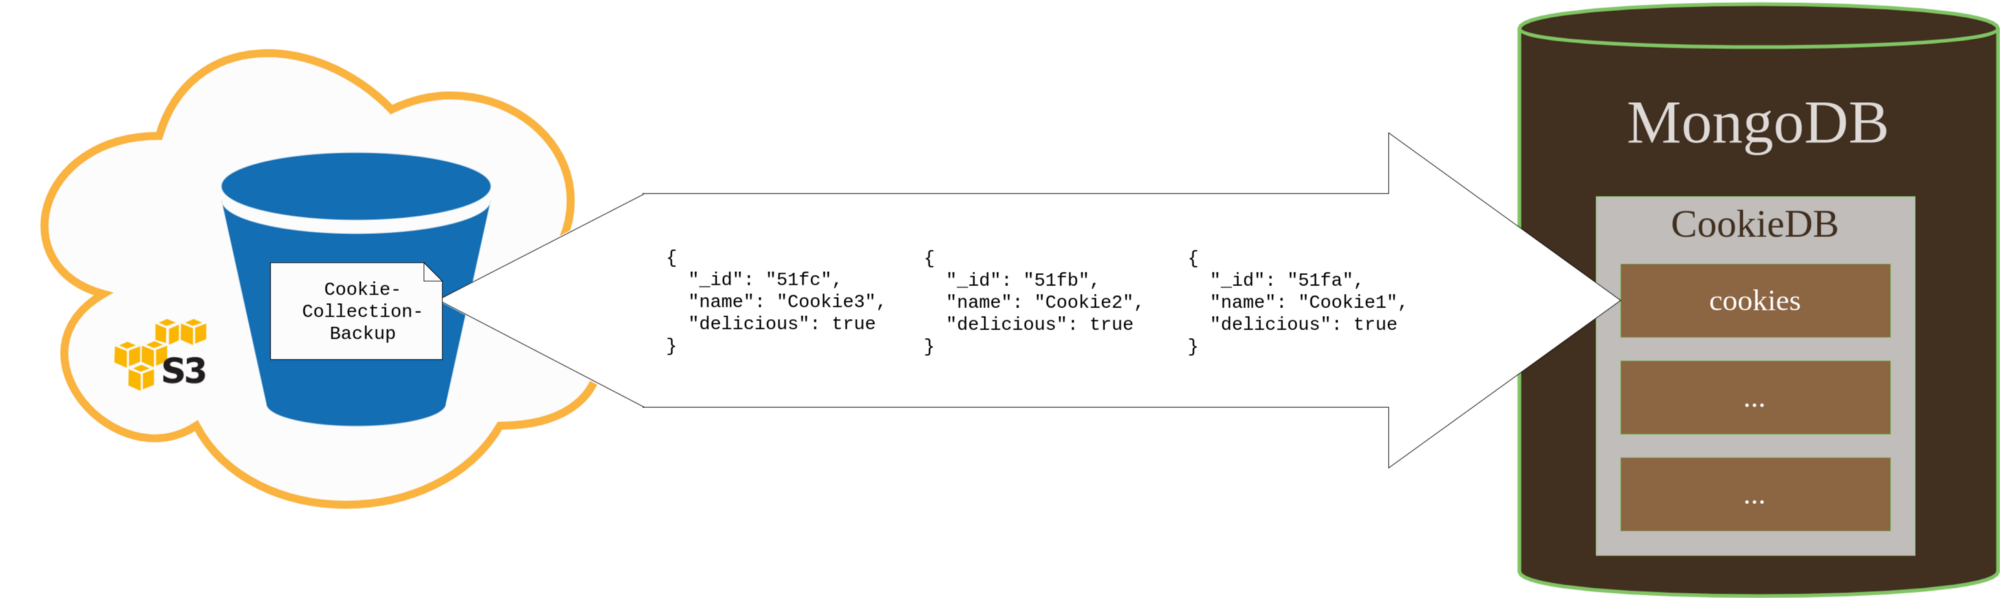 S3
Cookie-
Collection-
Backup
{
"_id": "51fc",
"name": "Cookie3",
"delicious": true
}
{
"_id": "51fb",
"name": "Cookie2",
"delicious": true
}
{
"_id": "51fa",
"name": "Cookie1",
"delicious": true
}
MongoDB
CookieDB
cookies
...
...